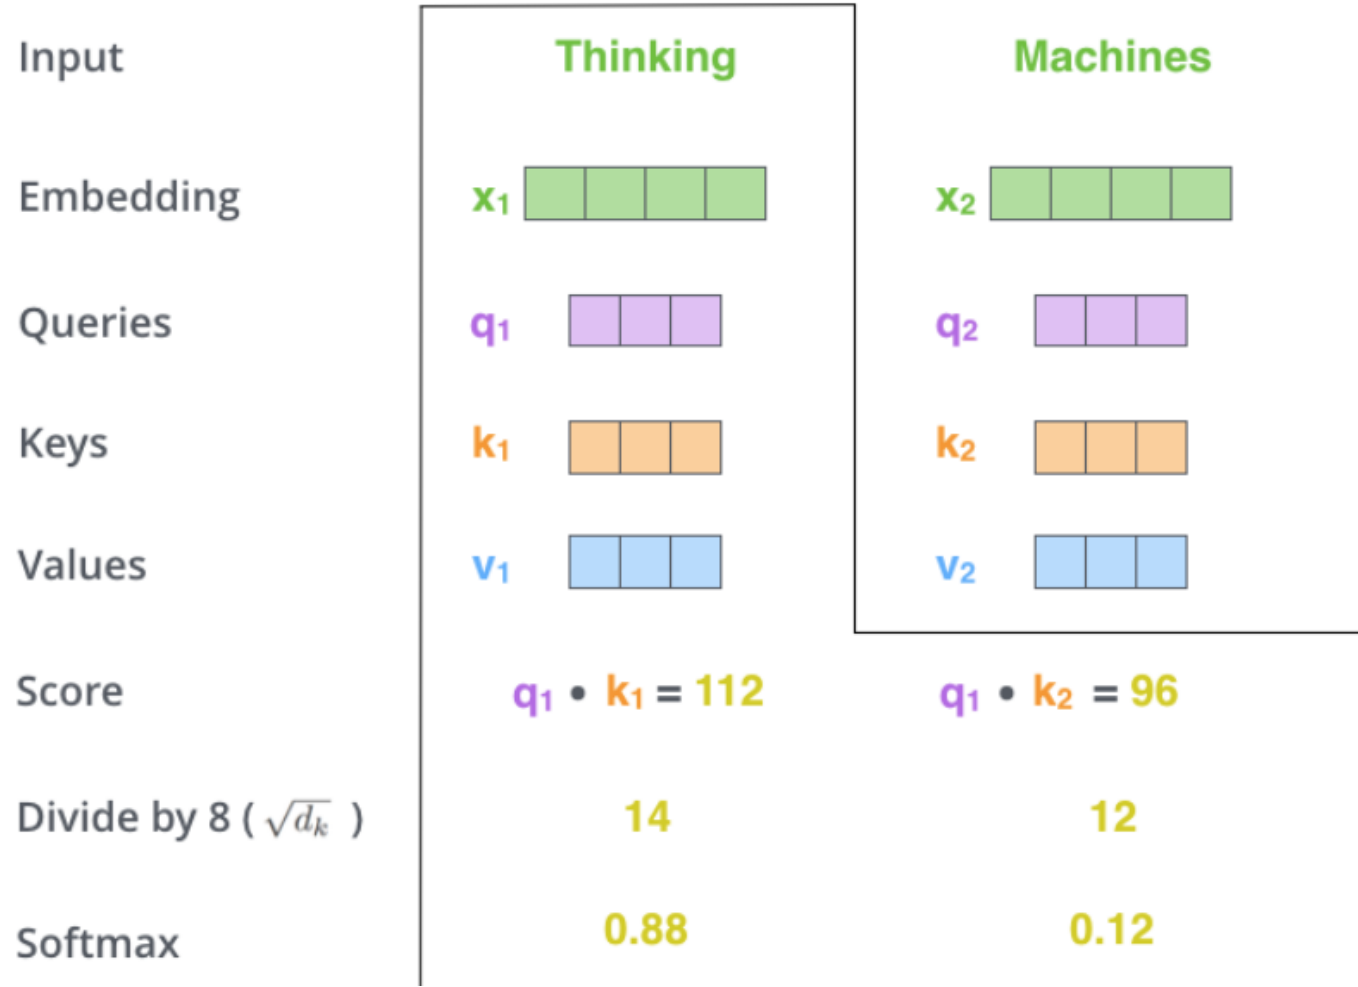 Input Thinking Machines
Embedding x₁ x₂
Queries q₁ q₂
Keys k₁ k₂
Values v₁ v₂
Score q₁ • k₁ = 112 q₁ • k₂ = 96
Divide by 8 ( √dₖ ) 14 12
Softmax 0.88 0.12